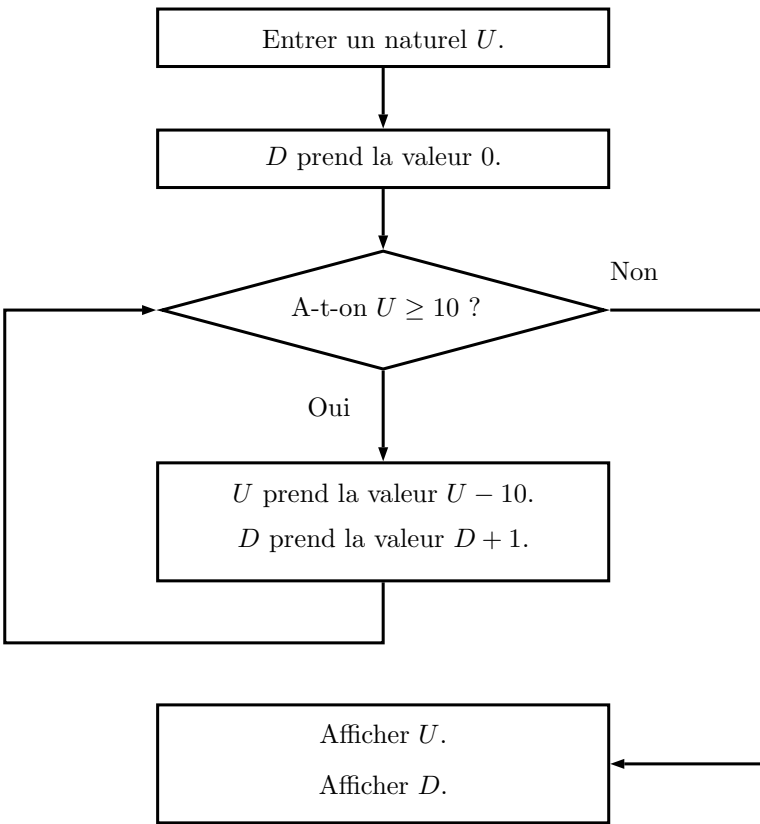 Entrer un naturel U.
D prend la valeur 0.
Non
A-t-on U ≥ 10 ?
Oui
U prend la valeur U − 10.
D prend la valeur D + 1.
Afficher U.
Afficher D.